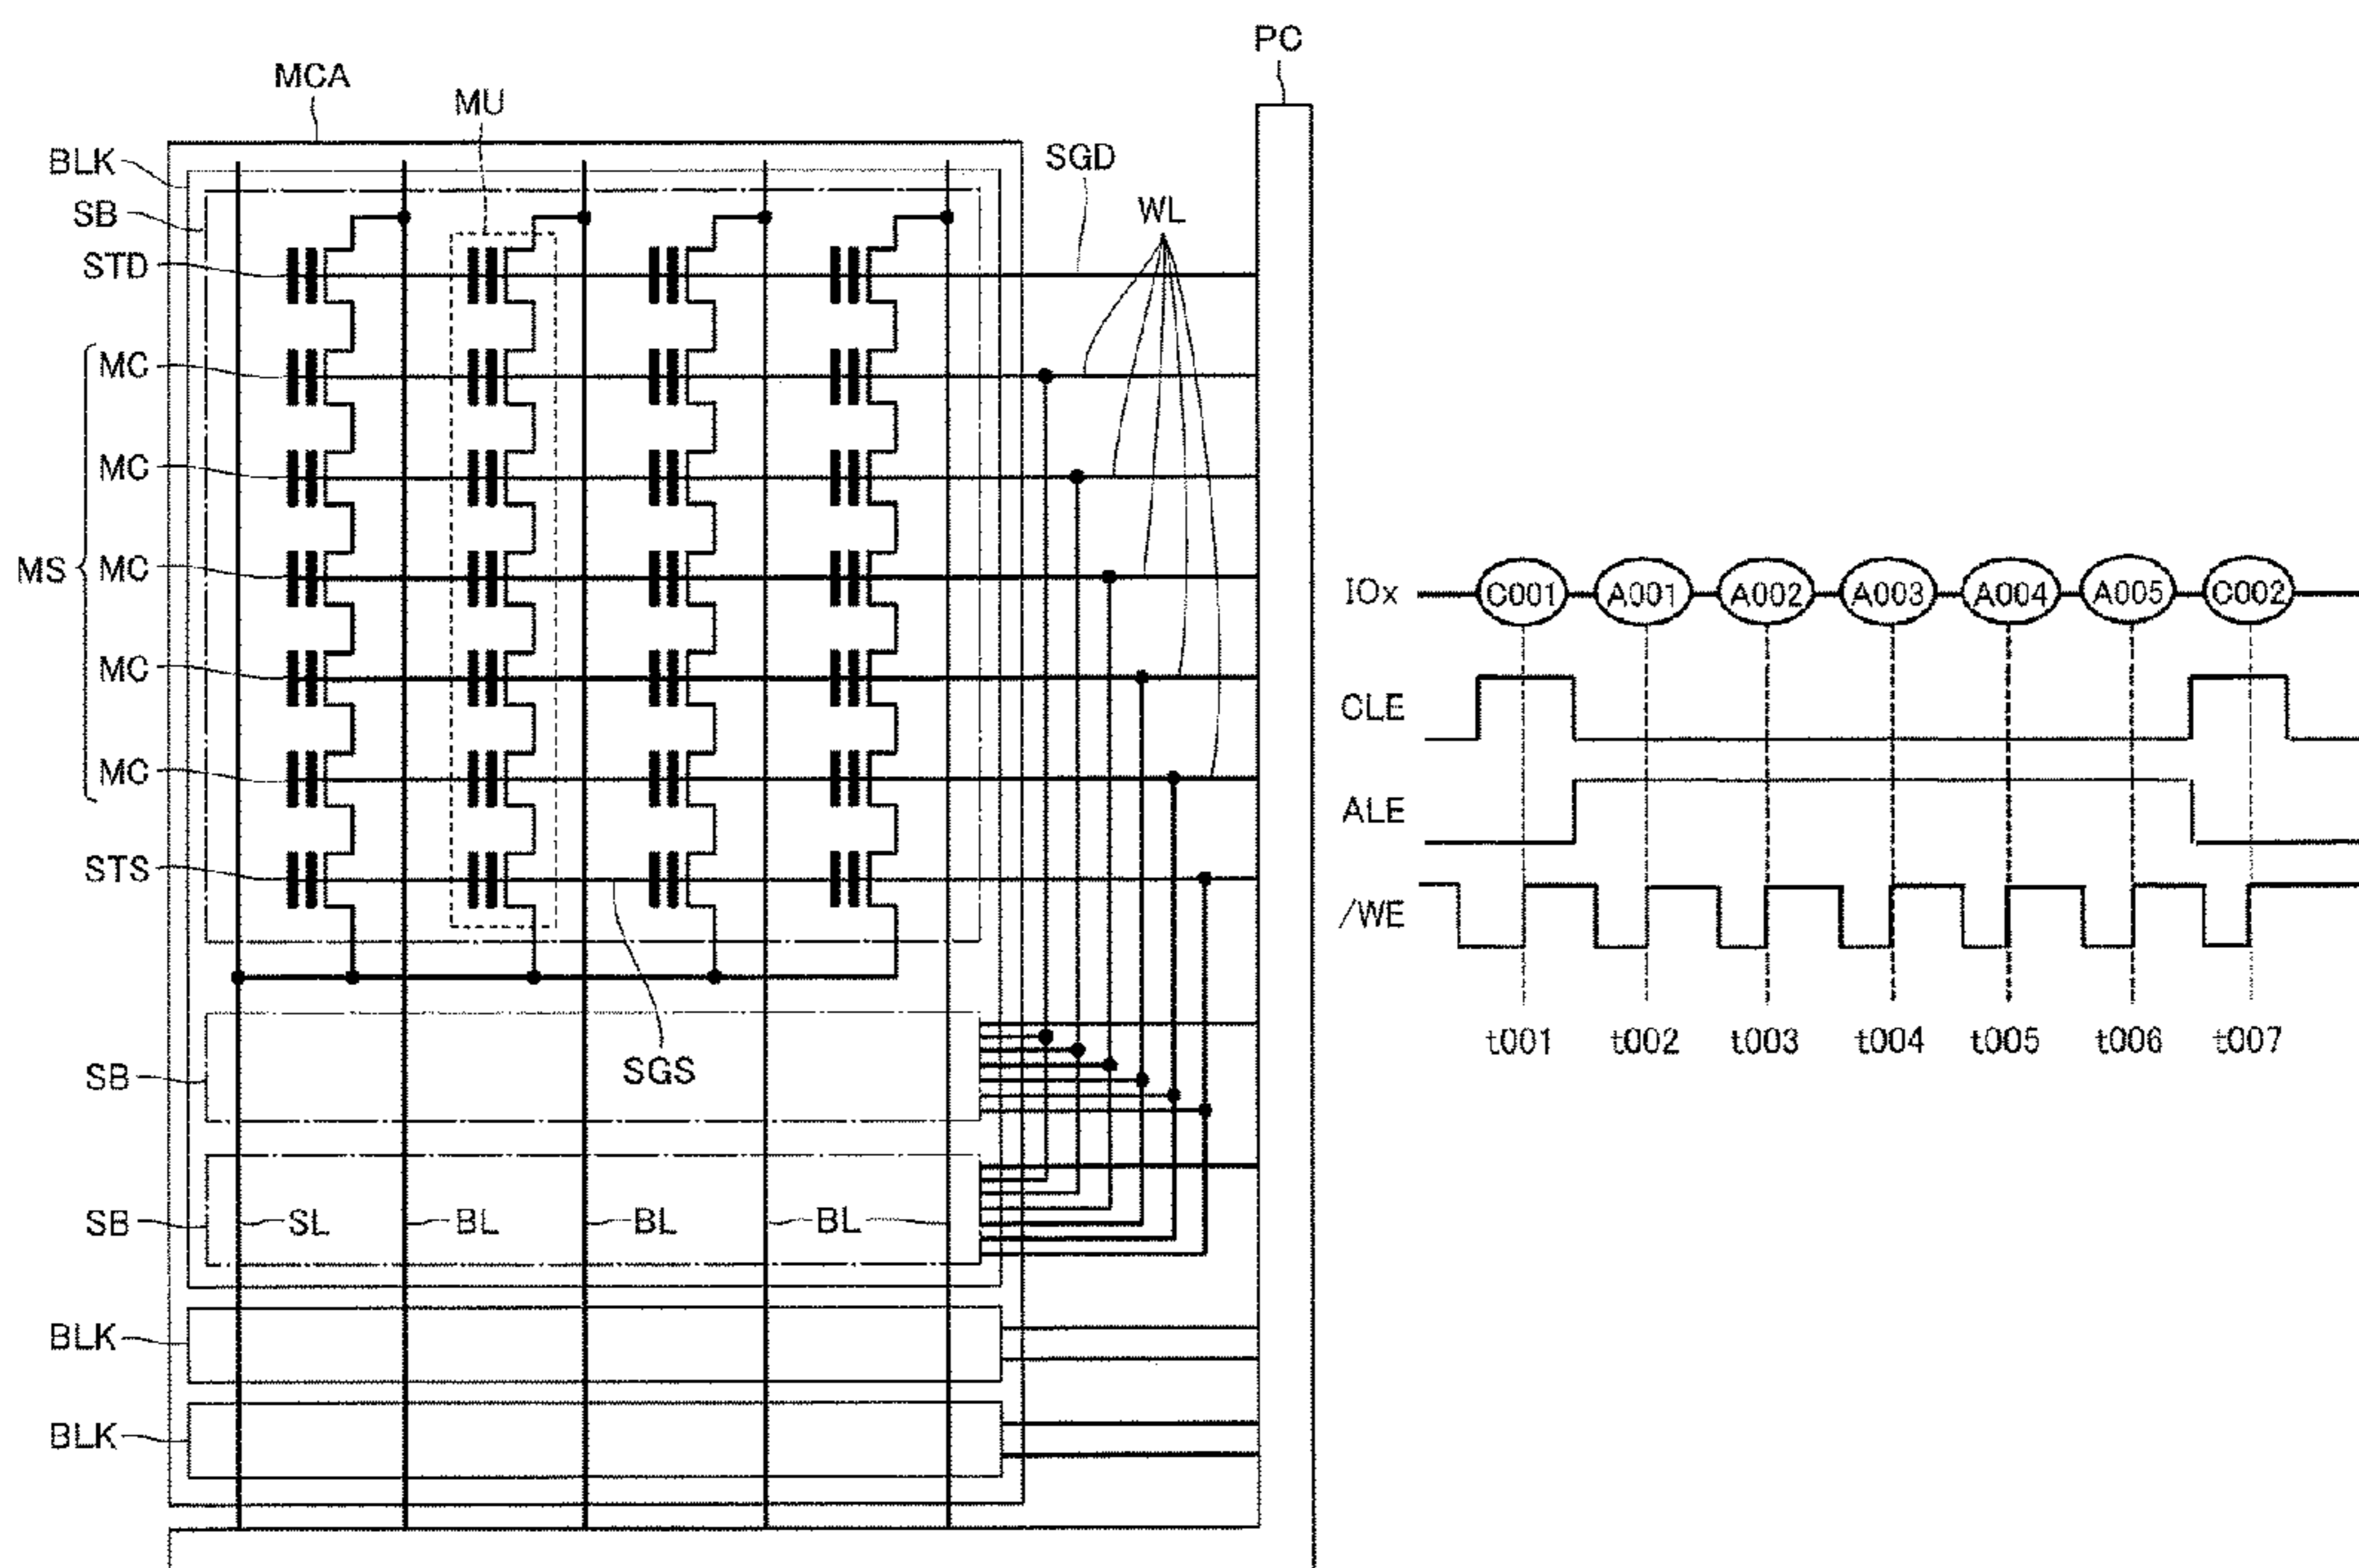 PC
MCA
MU
BLK
SGD
SB
WL
STD
MC
MC
MS
MC
MC
MC
STS
SGS
SB
SB
SL
BL
BL
BL
BLK
BLK
IOx
C001
A001
A002
A003
A004
A005
C002
CLE
ALE
/WE
t001
t002
t003
t004
t005
t006
t007